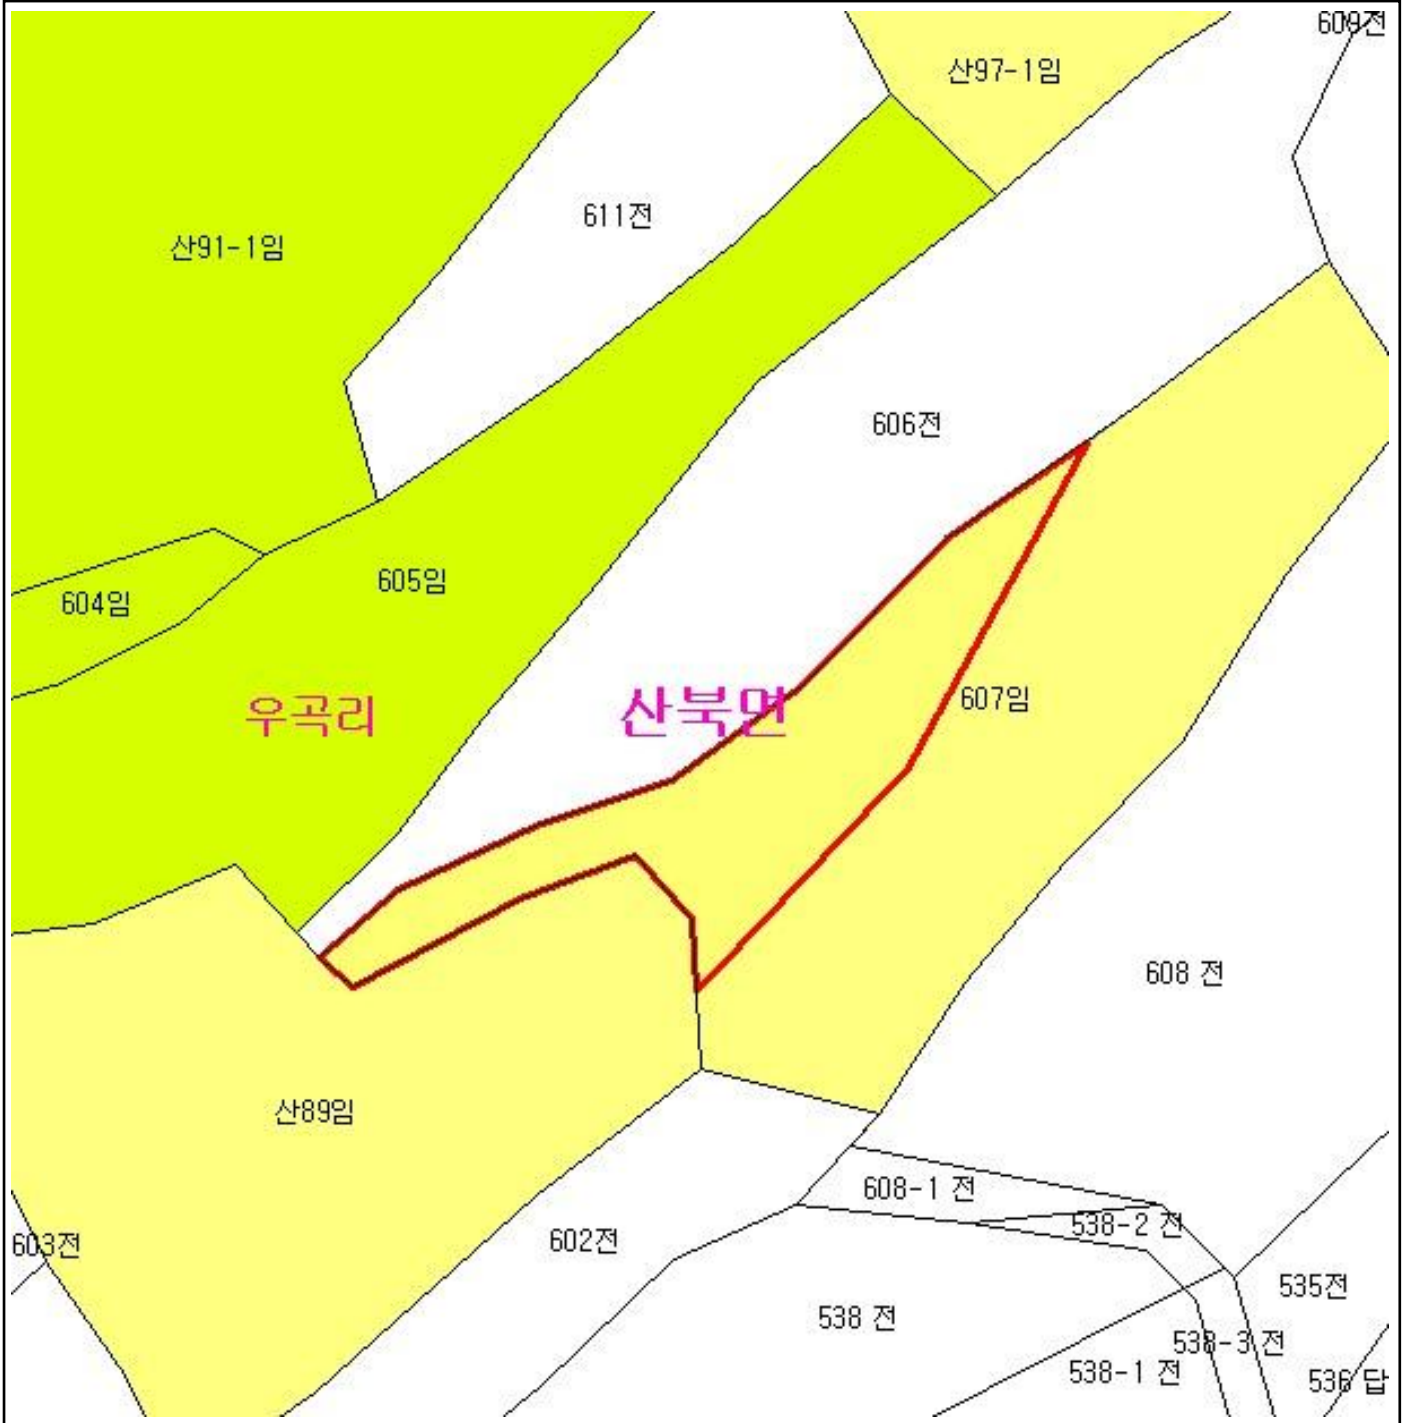 609전
산97-1임
611전
산91-1임
606전
605임
604임
607임
우곡리
산북면
608 전
산89임
608-1 전
538-2 전
603전
602전
535전
538 전
538-3 전
538-1 전
536 답